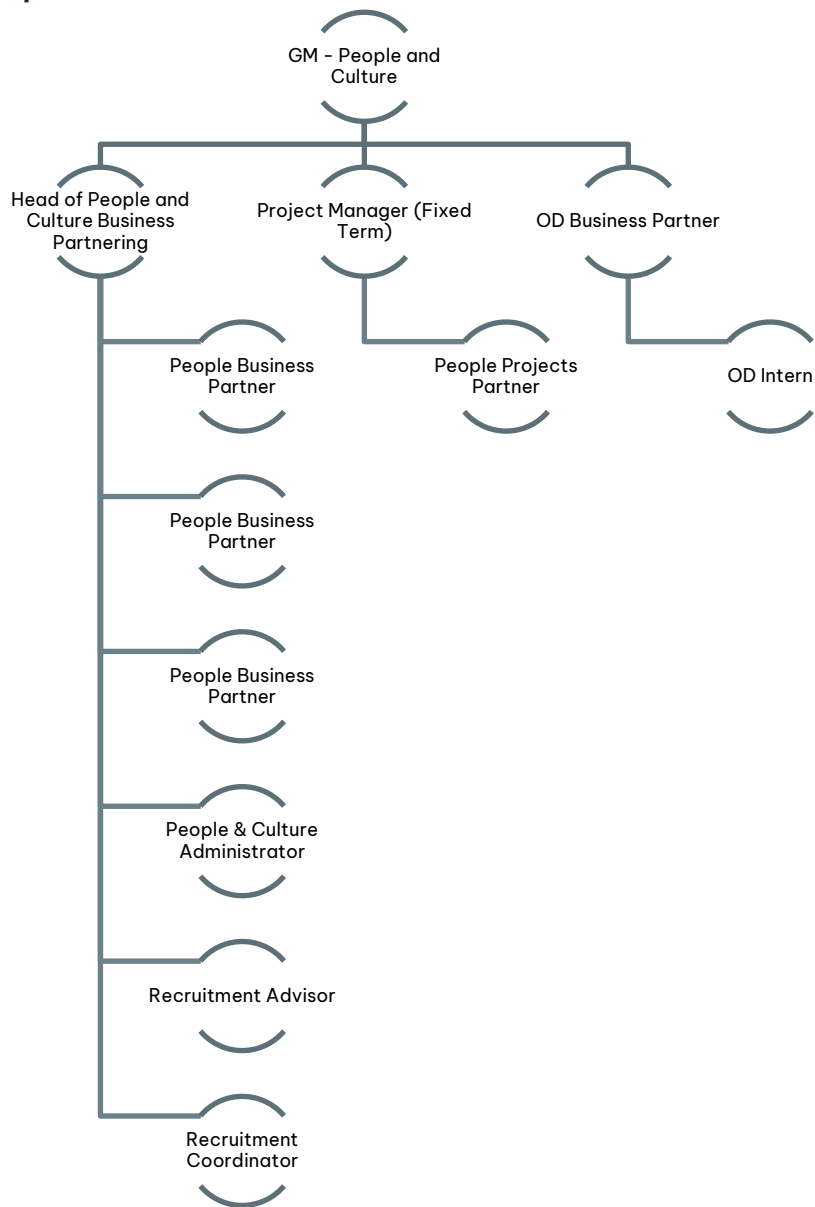 GM - People and
Culture
Head of People and
Culture Business
Partnering
Project Manager (Fixed
Term)
OD Business Partner
People Business
Partner
People Projects
Partner
OD Intern
People Business
Partner
People Business
Partner
People & Culture
Administrator
Recruitment Advisor
Recruitment
Coordinator